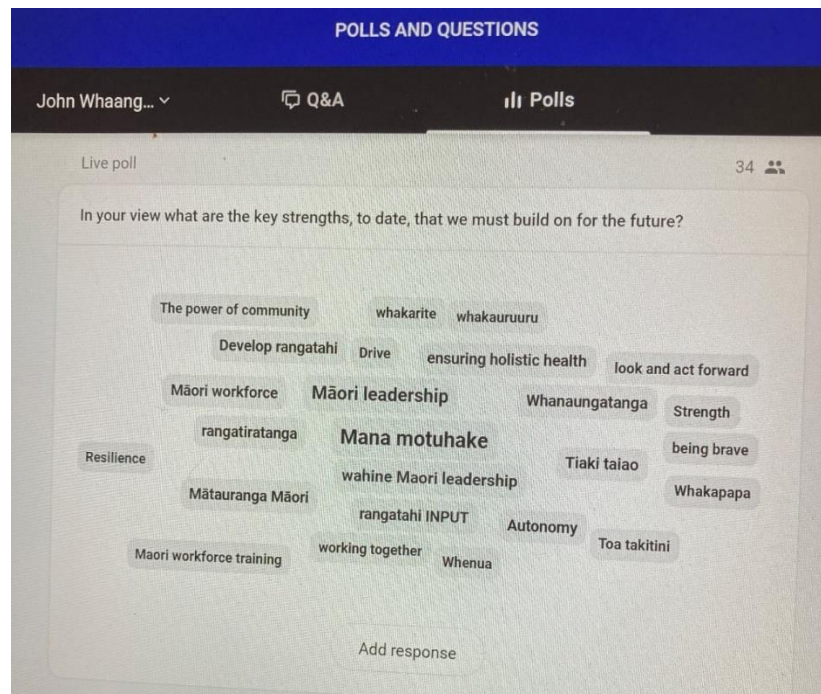 POLLS AND QUESTIONS
John Whaang...
Q&A
Polls
Live poll
34
In your view what are the key strengths, to date, that we must build on for the future?
The power of community
whakarite
whakauruuru
Develop rangatahi
Drive
ensuring holistic health
look and act forward
Māori workforce
Māori leadership
Whanaungatanga
Strength
rangatiratanga
Mana motuhake
being brave
Resilience
wahine Maori leadership
Tiaki taiao
Mätauranga Māori
Whakapapa
rangatahi INPUT
Autonomy
Toa takitini
Maori workforce training
working together
Whenua
Add response